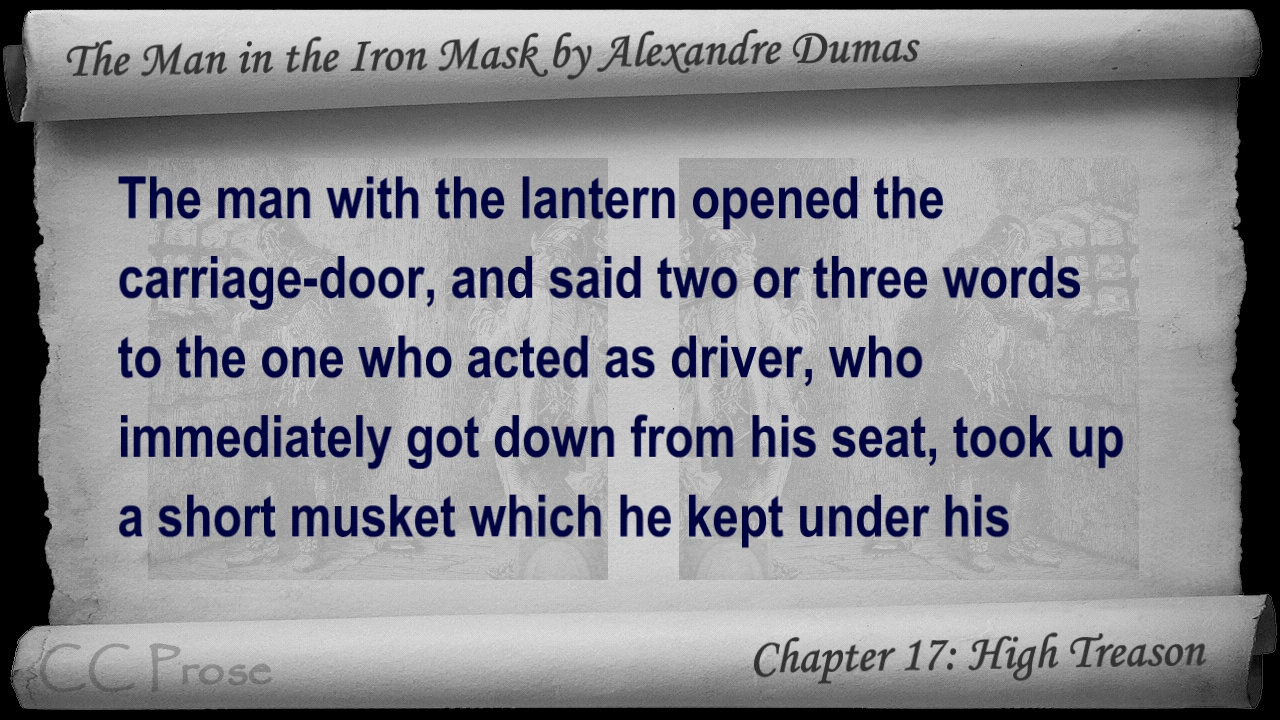 The Man in the Iron Mask by Alexandre Dumas
The man with the lantern opened the
carriage-door, and said two or three words
to the one who acted as driver, who
immediately got down from his seat, took up
a short musket which he kept under his
CC Prose
Chapter 17: High Treason